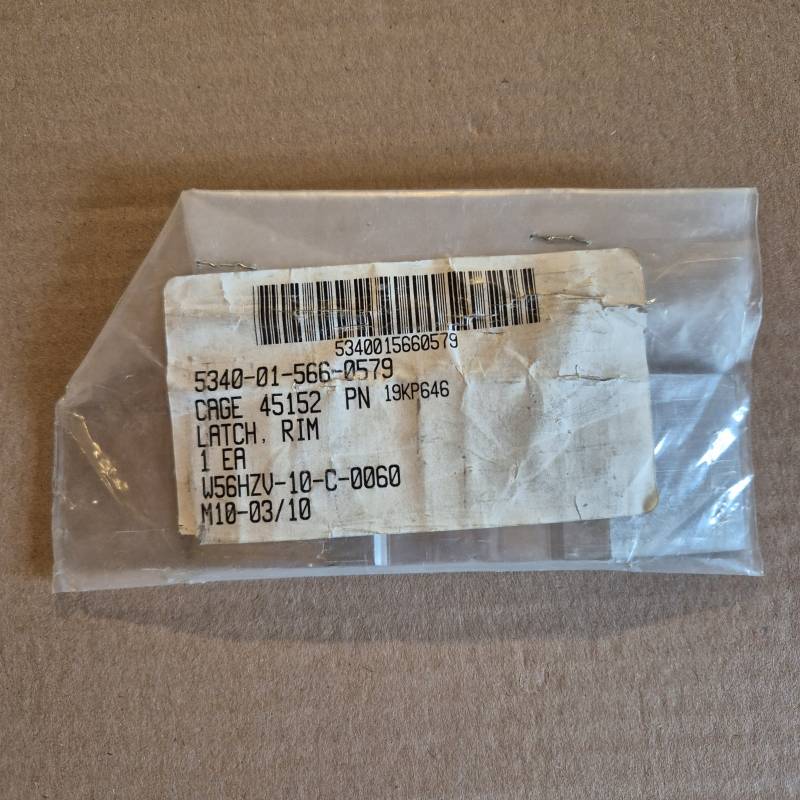 5340015660579
5340-01-566-0579
CAGE 45152 PN 19KP646
LATCH, RIM
1 EA
W56HZV-10-C-0060
M10-03/10